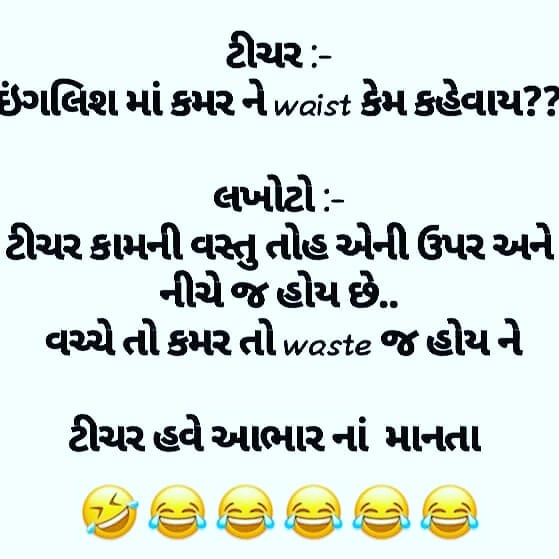 ટીચર :-
ઇંગલિશ માં કમર ને waist કેમ કહેવાય??
લખોટો :-
ટીચર કામની વસ્તુ તોહ એની ઉપર અને
નીચે જ હોય છે..
વચ્ચે તો કમર તો waste જ હોય ને
ટીચર હવે આભાર નાં માનતા
🤣😂😂😂😂😂